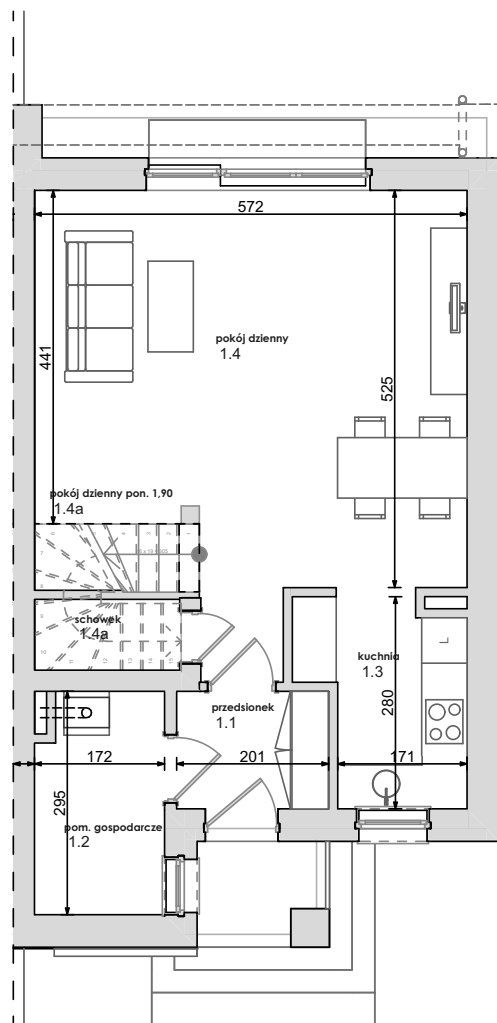 572
441
525
pokój dzienny
1.4
pokój dzienny pon. 1,90
1.4a
schowek
1.4a
kuchnia
1.3
L
280
przedsionek
1.1
172
201
171
295
pom. gospodarcze
1.2